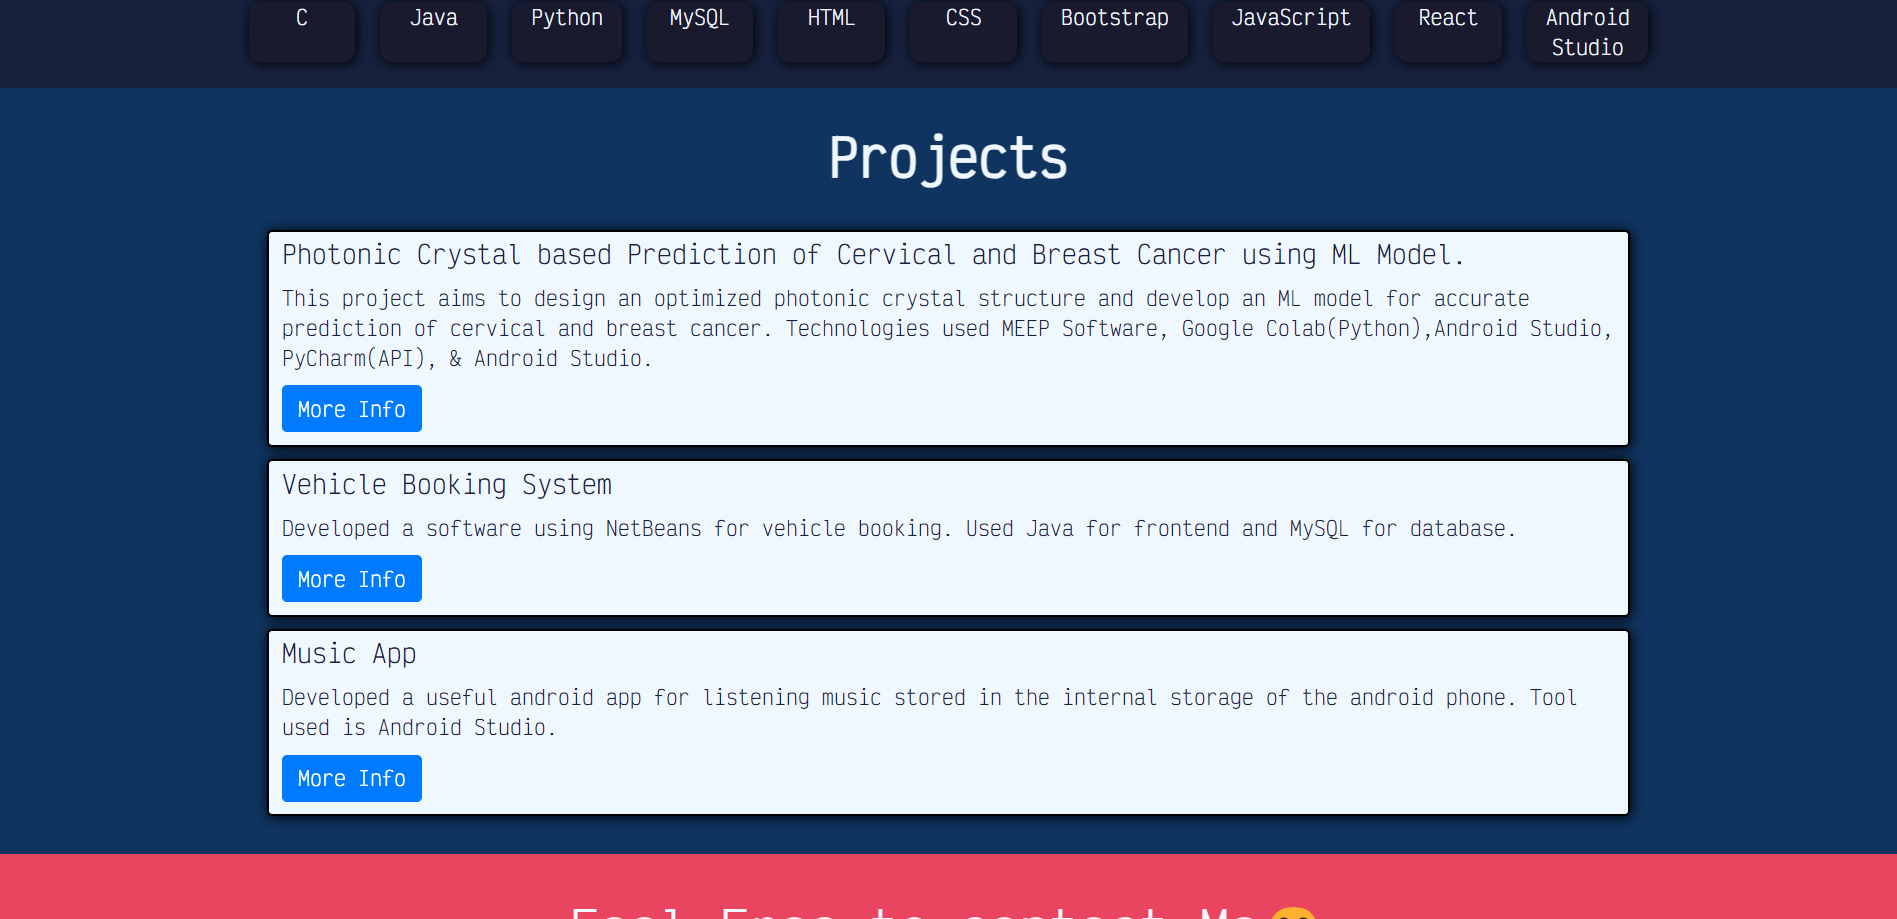 C Java Python MySQL HTML CSS Bootstrap JavaScript React Android Studio
Projects
Photonic Crystal based Prediction of Cervical and Breast Cancer using ML Model.
This project aims to design an optimized photonic crystal structure and develop an ML model for accurate
prediction of cervical and breast cancer. Technologies used MEEP Software, Google Colab(Python),Android Studio,
PyCharm(API), & Android Studio.
More Info
Vehicle Booking System
Developed a software using NetBeans for vehicle booking. Used Java for frontend and MySQL for database.
More Info
Music App
Developed a useful android app for listening music stored in the internal storage of the android phone. Tool
used is Android Studio.
More Info
Feel Free to contact Me